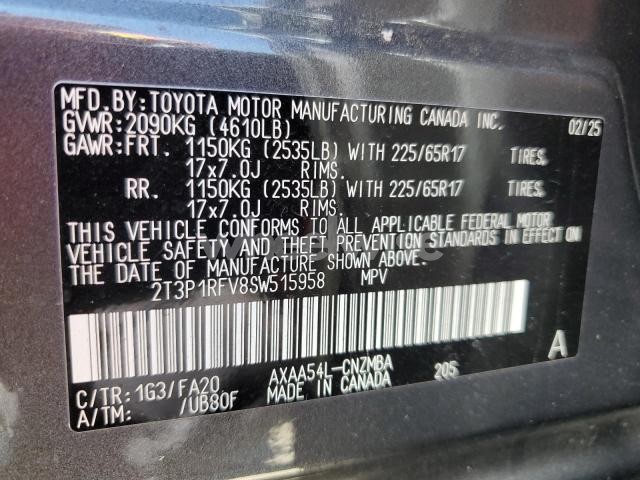 MFD.BY:TOYOTA MOTOR MANUFACTURING CANADA INC. 02/25
GVWR:2090KG (4610LB)
GAWR:FRT. 1150KG (2535LB) WITH 225/65R17 TIRES,
17x7.0J RIMS.
RR. 1150KG (2535LB) WITH 225/65R17 TIRES,
17x7.0J RIMS.
THIS VEHICLE CONFORMS TO ALL APPLICABLE FEDERAL MOTOR
VEHICLE SAFETY AND THEFT PREVENTION STANDARDS IN EFFECT ON
THE DATE OF MANUFACTURE SHOWN ABOVE.
2T3P1RFV8SW515958 MPV
A
C/TR:1G3/FA20 AXAA54L-CNZMBA 205
A/TM: /UB80F MADE IN CANADA